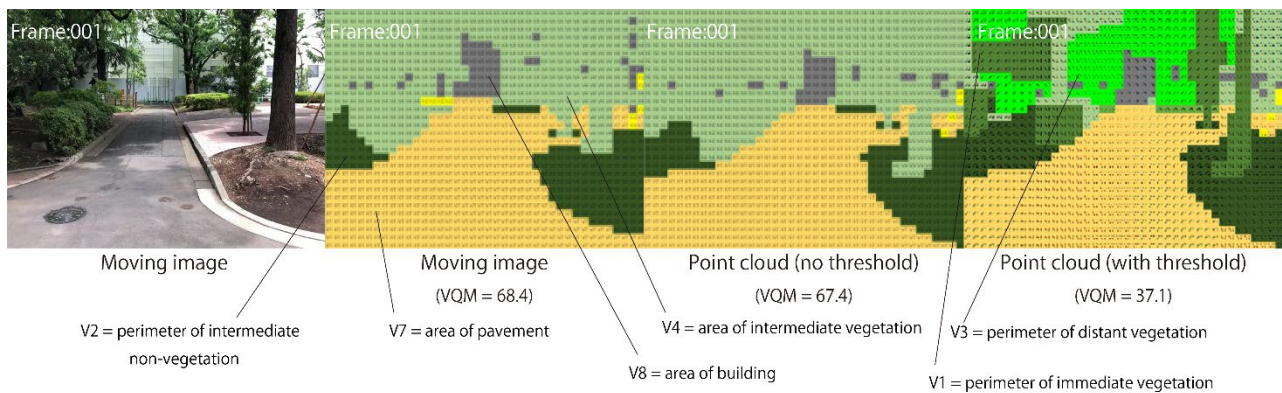 Frame:001
Frame:001
Frame:001
Frame:001
Moving image
Moving image
(VQM = 68.4)
Point cloud (no threshold)
(VQM = 67.4)
Point cloud (with threshold)
(VQM = 37.1)
V2 = perimeter of intermediate
non-vegetation
V7 = area of pavement
V8 = area of building
V4 = area of intermediate vegetation
V3 = perimeter of distant vegetation
V1 = perimeter of immediate vegetation